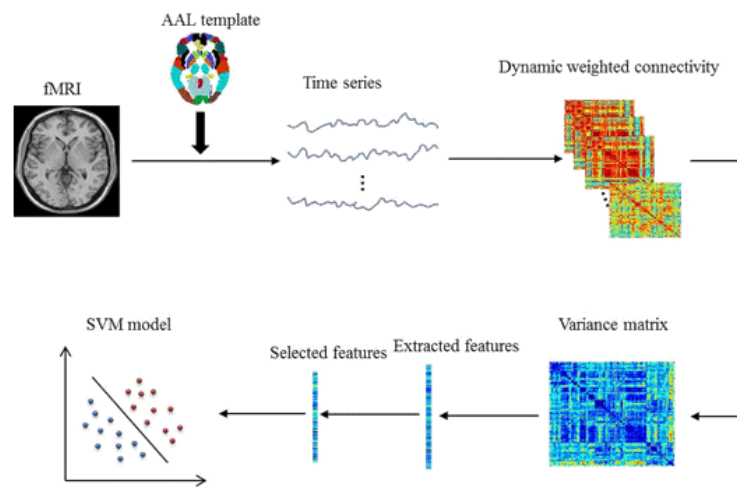 AAL template
fMRI
Time series
Dynamic weighted connectivity
SVM model
Selected features
Extracted features
Variance matrix